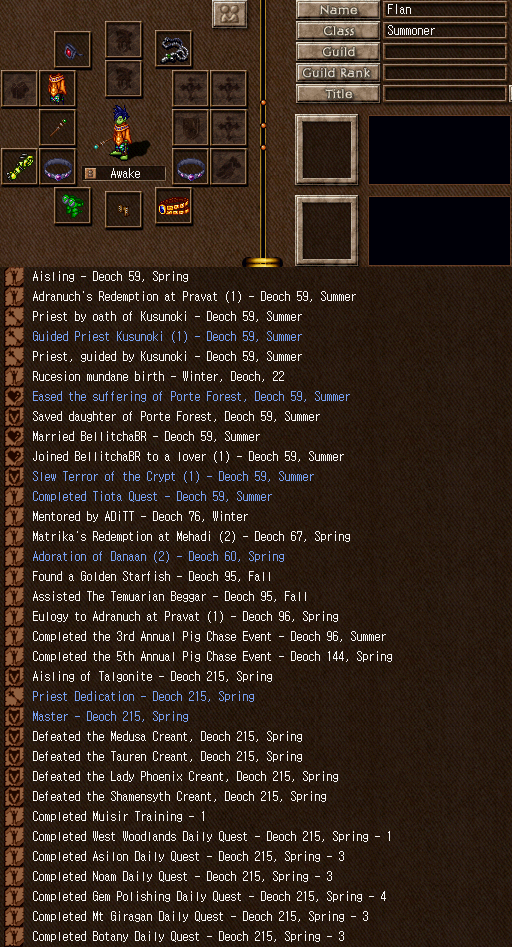 Name
Flan
Class
Summoner
Guild
Guild Rank
Title
Awake
Aisling - Deoch 59, Spring
Adranuch's Redemption at Pravat (1) - Deoch 59, Summer
Priest by oath of Kusunoki - Deoch 59, Summer
Guided Priest Kusunoki (1) - Deoch 59, Summer
Priest, guided by Kusunoki - Deoch 59, Summer
Rucesion mundane birth - Winter, Deoch, 22
Eased the suffering of Porte Forest, Deoch 59, Summer
Saved daughter of Porte Forest, Deoch 59, Summer
Married BellitchaBR - Deoch 59, Summer
Joined BellitchaBR to a lover (1) - Deoch 59, Summer
Slew Terror of the Crypt (1) - Deoch 59, Summer
Completed Tiota Quest - Deoch 59, Summer
Mentored by ADiTT - Deoch 76, Winter
Matrika's Redemption at Mehadi (2) - Deoch 67, Spring
Adoration of Danaan (2) - Deoch 60, Spring
Found a Golden Starfish - Deoch 95, Fall
Assisted The Temuarian Beggar - Deoch 95, Fall
Eulogy to Adranuch at Pravat (1) - Deoch 96, Spring
Completed the 3rd Annual Pig Chase Event - Deoch 96, Summer
Completed the 5th Annual Pig Chase Event - Deoch 144, Spring
Aisling of Talgonite - Deoch 215, Spring
Priest Dedication - Deoch 215, Spring
Master - Deoch 215, Spring
Defeated the Medusa Creant, Deoch 215, Spring
Defeated the Tauren Creant, Deoch 215, Spring
Defeated the Lady Phoenix Creant, Deoch 215, Spring
Defeated the Shamensyth Creant, Deoch 215, Spring
Completed Muisir Training - 1
Completed West Woodlands Daily Quest - Deoch 215, Spring - 1
Completed Asilon Daily Quest - Deoch 215, Spring - 3
Completed Noam Daily Quest - Deoch 215, Spring - 3
Completed Gem Polishing Daily Quest - Deoch 215, Spring - 4
Completed Mt Giragan Daily Quest - Deoch 215, Spring - 3
Completed Botany Daily Quest - Deoch 215, Spring - 3